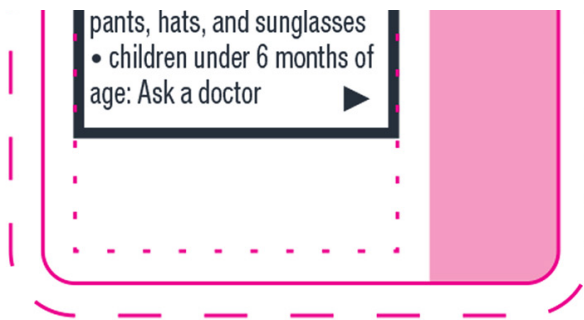 pants, hats, and sunglasses
• children under 6 months of
age: Ask a doctor